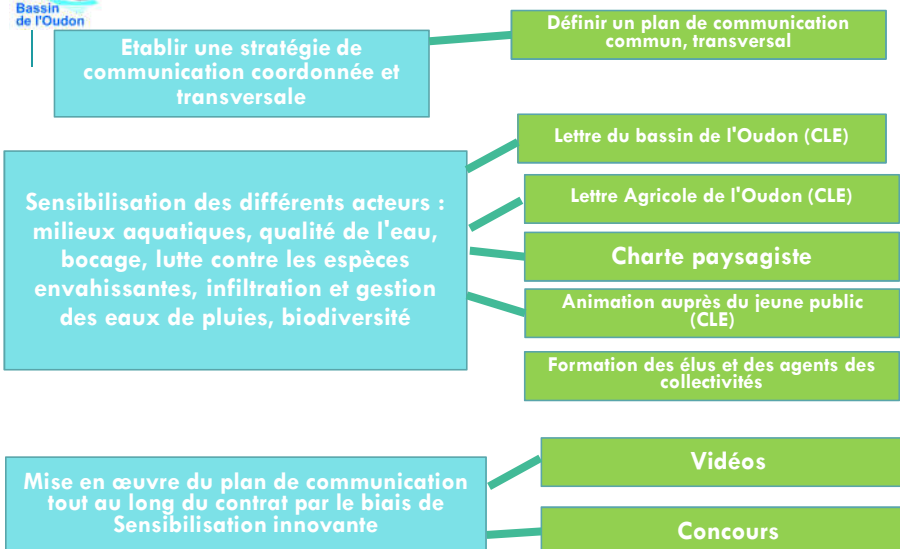 Bassin
de l'Oudon
Etablir une stratégie de
communication coordonnée et
transversale
Définir un plan de communication
commun, transversal
Sensibilisation des différents acteurs :
milieux aquatiques, qualité de l'eau,
bocage, lutte contre les espèces
envahissantes, infiltration et gestion
des eaux de pluies, biodiversité
Lettre du bassin de l'Oudon (CLE)
Lettre Agricole de l'Oudon (CLE)
Charte paysagiste
Animation auprès du jeune public
(CLE)
Formation des élus et des agents des
collectivités
Mise en œuvre du plan de communication
tout au long du contrat par le biais de
Sensibilisation innovante
Vidéos
Concours